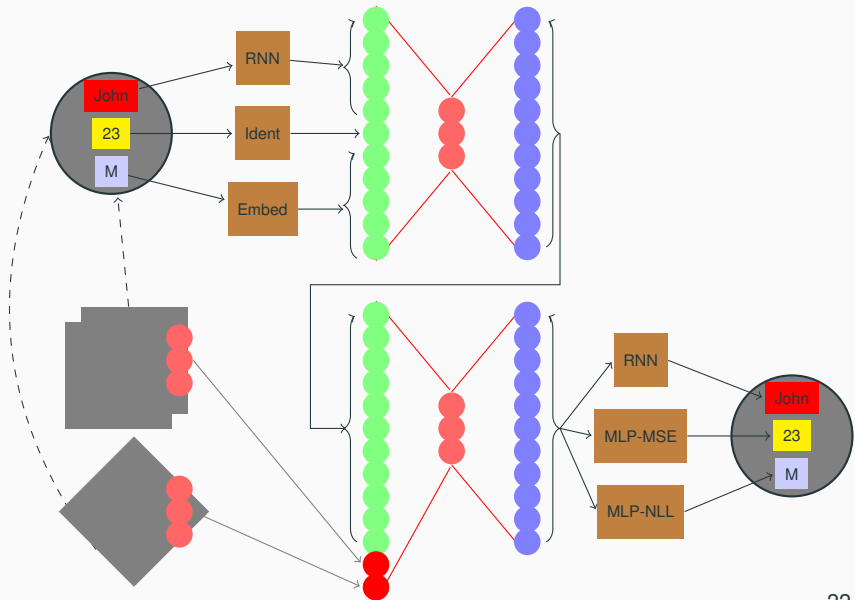 John
23
M
RNN
Ident
Embed
RNN
MLP-MSE
MLP-NLL
John
23
M